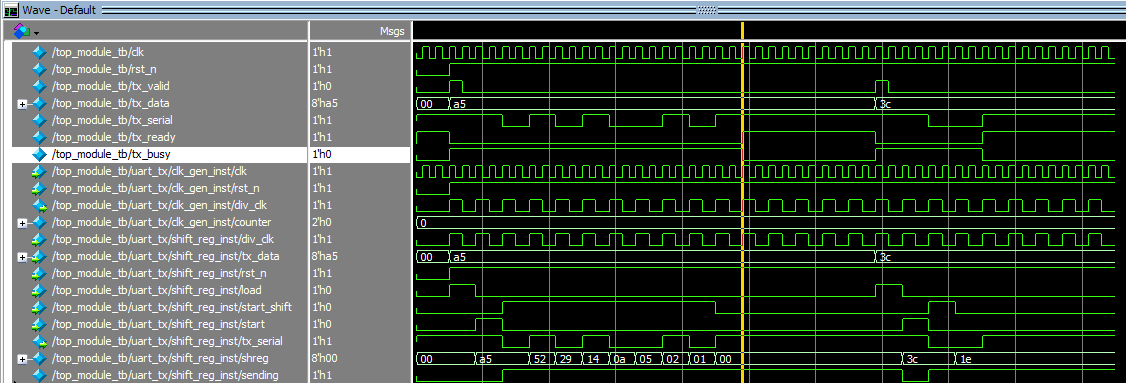 Wave - Default
Msgs
/top_module_tb/clk 1'h1
/top_module_tb/rst_n 1'h1
/top_module_tb/tx_valid 1'h0
/top_module_tb/tx_data 8'ha5 00 a5 3c
/top_module_tb/tx_serial 1'h1
/top_module_tb/tx_ready 1'h1
/top_module_tb/tx_busy 1'h0
/top_module_tb/uart_tx/clk_gen_inst/clk 1'h1
/top_module_tb/uart_tx/clk_gen_inst/rst_n 1'h1
/top_module_tb/uart_tx/clk_gen_inst/div_clk 1'h1
/top_module_tb/uart_tx/clk_gen_inst/counter 2'h0 0
/top_module_tb/uart_tx/shift_reg_inst/div_clk 1'h1
/top_module_tb/uart_tx/shift_reg_inst/tx_data 8'ha5 00 a5 3c
/top_module_tb/uart_tx/shift_reg_inst/rst_n 1'h1
/top_module_tb/uart_tx/shift_reg_inst/load 1'h0
/top_module_tb/uart_tx/shift_reg_inst/start_shift 1'h0
/top_module_tb/uart_tx/shift_reg_inst/start 1'h0
/top_module_tb/uart_tx/shift_reg_inst/tx_serial 1'h1
/top_module_tb/uart_tx/shift_reg_inst/shreg 8'h00 00 a5 52 29 14 0a 05 02 01 00 3c 1e
/top_module_tb/uart_tx/shift_reg_inst/sending 1'h1